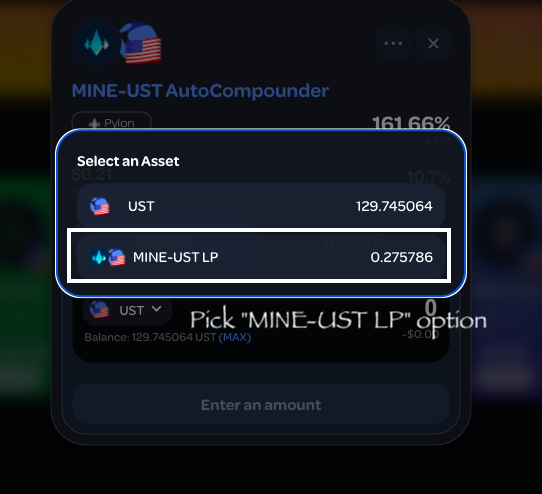 MINE-UST AutoCompounder
Pylon
161.66%
APY
Select an Asset
$0.21
10.7%
UST 129.745064
MINE-UST LP 0.275786
UST 0
Pick "MINE-UST LP" option
Balance: 129.745064 UST (MAX)
~$0.00
Enter an amount